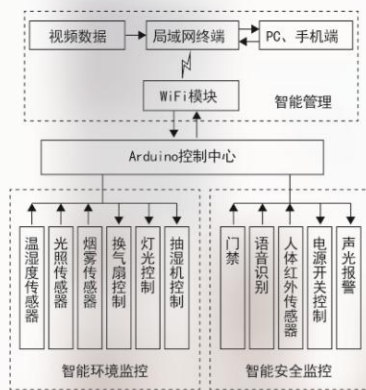 视频数据
局域网终端
PC、手机端
WiFi模块
智能管理
Arduino控制中心
温湿度传感器
光照传感器
烟雾传感器
换气扇控制
灯光控制
抽湿机控制
智能环境监控
门禁
语音识别
人体红外传感器
电源开关控制
声光报警
智能安全监控